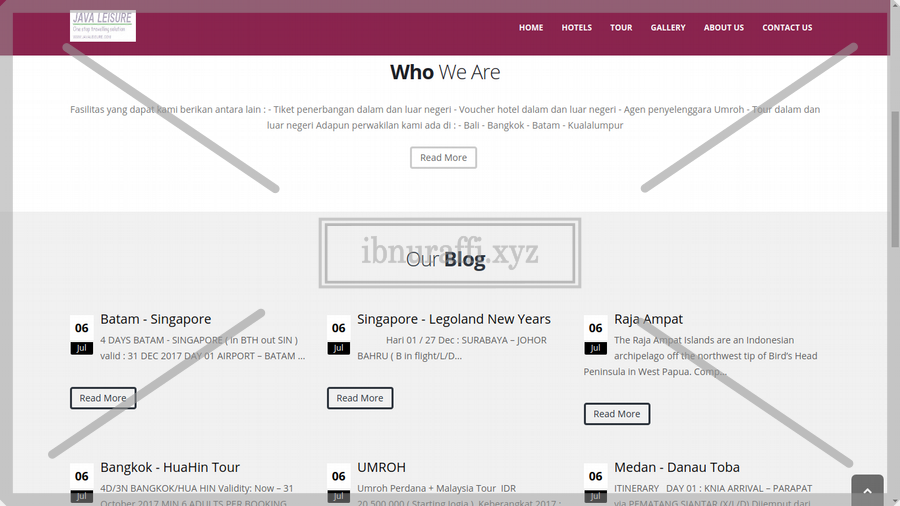 JAVA LEISURE
One stop travelling solution
HOME HOTELS TOUR GALLERY ABOUT US CONTACT US
Who We Are
Fasilitas yang dapat kami berikan antara lain : - Tiket penerbangan dalam dan luar negeri - Voucher hotel dalam dan luar negeri - Agen penyelenggara Umroh - Tour dalam dan
luar negeri Adapun perwakilan kami ada di : - Bali - Bangkok - Batam - Kualalumpur
Read More
ibnuraffi.xyz
Our Blog
06 Jul
Batam - Singapore
4 DAYS BATAM - SINGAPORE ( in BTH out SIN )
valid : 31 DEC 2017 DAY 01 AIRPORT – BATAM ...
Read More
06 Jul
Singapore - Legoland New Years
Hari 01 / 27 Dec : SURABAYA – JOHOR
BAHRU ( B in flight/L/D...
Read More
06 Jul
Raja Ampat
The Raja Ampat Islands are an Indonesian
archipelago off the northwest tip of Bird’s Head
Peninsula in West Papua. Comp...
Read More
06 Jul
Bangkok - HuaHin Tour
4D/3N BANGKOK/HUA HIN Validity: Now – 31
October 2017 MIN 6 ADULTS PER BOOKING
06 Jul
UMROH
Umroh Perdana + Malaysia Tour IDR
20.500.000 ( Starting Jogja ) Keberangkatan 2017 :
06 Jul
Medan - Danau Toba
ITINERARY DAY 01 : KNIA ARRIVAL – PARAPAT
via PEMATANG SIANTAR (X/L/D) Dijemput dari